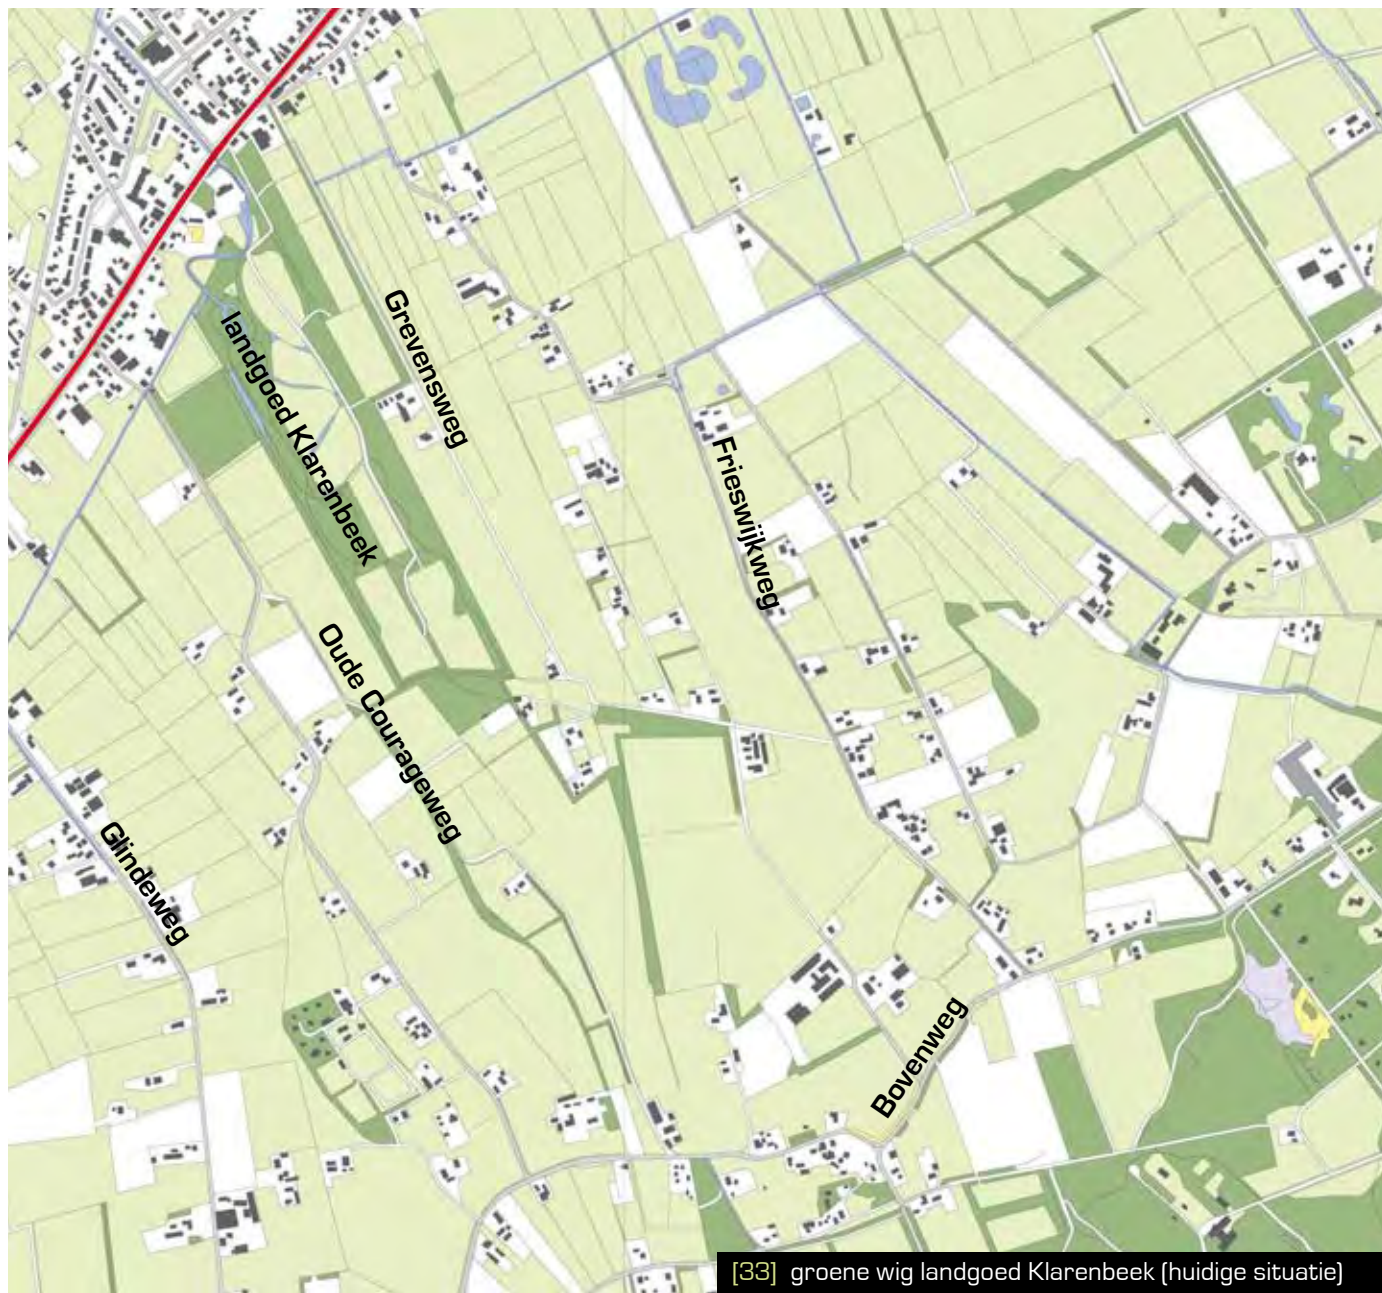 Grevensweg
landgoed Klarenbeek
Frieswijkweg
Oude Courageweg
Glindeweg
Bovenweg
[33] groene wig landgoed Klarenbeek (huidige situatie)